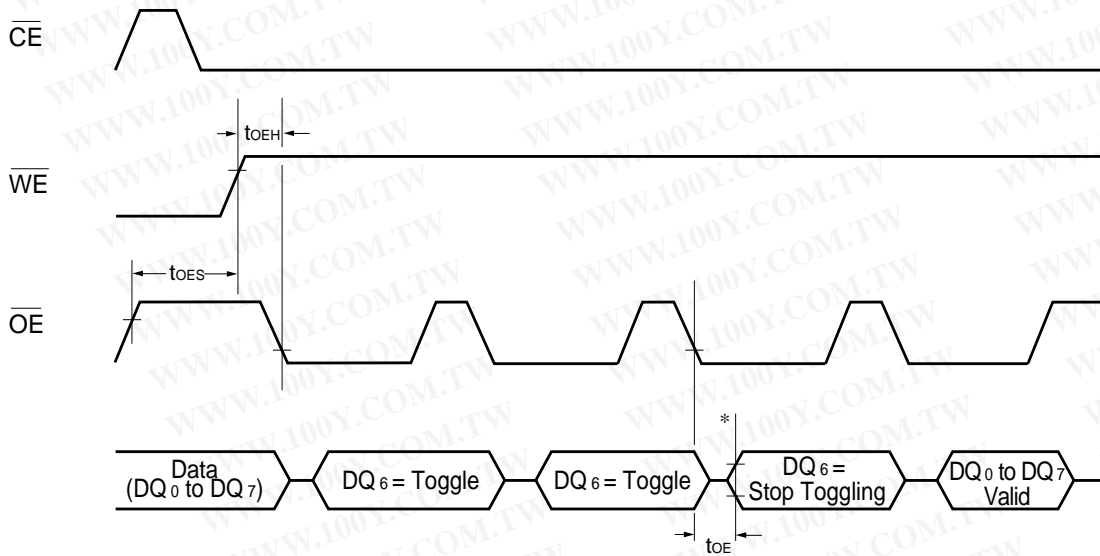 CE
tOEH
WE
tOES
OE
*
Data
(DQ0 to DQ7)
DQ6 = Toggle
DQ6 = Toggle
DQ6 =
Stop Toggling
DQ0 to DQ7
Valid
tOE
WWW.100Y.COM.TW